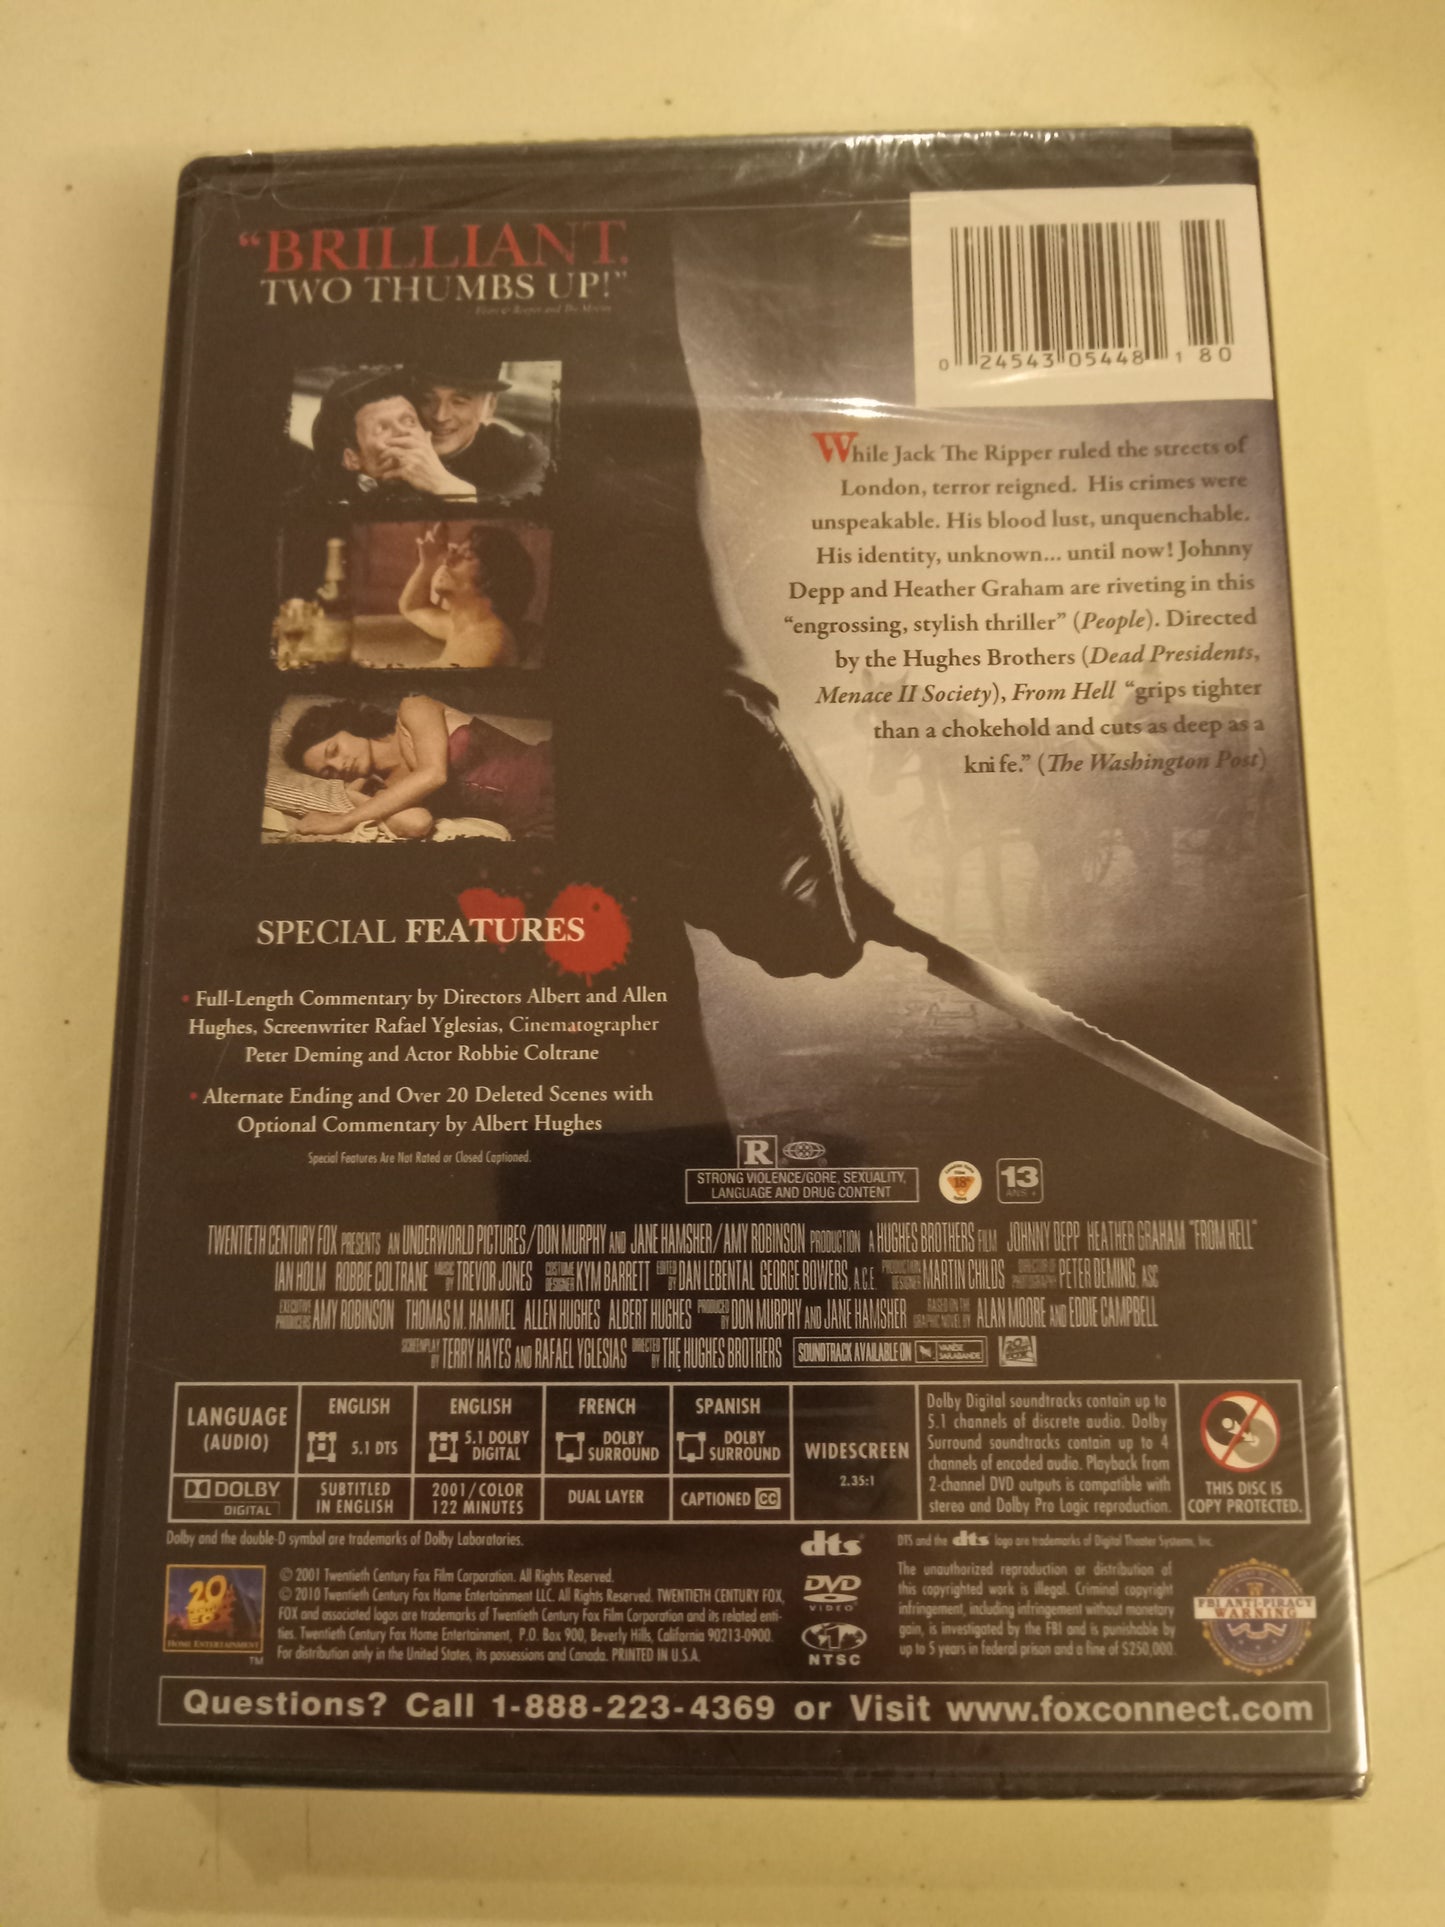 “BRILLIANT.
TWO THUMBS UP!”
- Ebert & Roeper and The Movies
0 24543 05448 1 80
While Jack The Ripper ruled the streets of
London, terror reigned. His crimes were
unspeakable. His blood lust, unquenchable.
His identity, unknown... until now! Johnny
Depp and Heather Graham are riveting in this
“engrossing, stylish thriller” (People). Directed
by the Hughes Brothers (Dead Presidents,
Menace II Society), From Hell “grips tighter
than a chokehold and cuts as deep as a
knife.” (The Washington Post)
SPECIAL FEATURES
• Full-Length Commentary by Directors Albert and Allen
Hughes, Screenwriter Rafael Yglesias, Cinematographer
Peter Deming and Actor Robbie Coltrane
• Alternate Ending and Over 20 Deleted Scenes with
Optional Commentary by Albert Hughes
Special Features Are Not Rated or Closed Captioned.
R
STRONG VIOLENCE/GORE, SEXUALITY,
LANGUAGE AND DRUG CONTENT
18
13
ANS +
TWENTIETH CENTURY FOX PRESENTS AN UNDERWORLD PICTURES/DON MURPHY AND JANE HAMSHER/AMY ROBINSON PRODUCTION A HUGHES BROTHERS FILM JOHNNY DEPP HEATHER GRAHAM "FROM HELL"
IAN HOLM ROBBIE COLTRANE MUSIC BY TREVOR JONES COSTUME DESIGNER KYM BARRETT EDITED BY DAN LEBENTAL GEORGE BOWERS, A.C.E. PRODUCTION DESIGNER MARTIN CHILDS DIRECTOR OF PHOTOGRAPHY PETER DEMING, ASC
EXECUTIVE PRODUCERS AMY ROBINSON THOMAS M. HAMMEL ALLEN HUGHES ALBERT HUGHES PRODUCED BY DON MURPHY AND JANE HAMSHER BASED ON THE GRAPHIC NOVEL BY ALAN MOORE AND EDDIE CAMPBELL
SCREENPLAY BY TERRY HAYES AND RAFAEL YGLESIAS DIRECTED BY THE HUGHES BROTHERS SOUNDTRACK AVAILABLE ON VARÈSE SARABANDE
LANGUAGE
(AUDIO)
ENGLISH
5.1 DTS
ENGLISH
5.1 DOLBY
DIGITAL
FRENCH
DOLBY
SURROUND
SPANISH
DOLBY
SURROUND
DOLBY
DIGITAL
SUBTITLED
IN ENGLISH
2001/COLOR
122 MINUTES
DUAL LAYER
CAPTIONED CC
WIDESCREEN
2.35:1
Dolby Digital soundtracks contain up to
5.1 channels of discrete audio. Dolby
Surround soundtracks contain up to 4
channels of encoded audio. Playback from
2-channel DVD outputs is compatible with
stereo and Dolby Pro Logic reproduction.
THIS DISC IS
COPY PROTECTED.
Dolby and the double-D symbol are trademarks of Dolby Laboratories.
dts
DTS and the dts logo are trademarks of Digital Theater Systems, Inc.
20
HOME ENTERTAINMENT
TM
© 2001 Twentieth Century Fox Film Corporation. All Rights Reserved.
© 2010 Twentieth Century Fox Home Entertainment LLC. All Rights Reserved. TWENTIETH CENTURY FOX,
FOX and associated logos are trademarks of Twentieth Century Fox Film Corporation and its related enti-
ties. Twentieth Century Fox Home Entertainment, P.O. Box 900, Beverly Hills, California 90213-0900.
For distribution only in the United States, its possessions and Canada. PRINTED IN U.S.A.
DVD
VIDEO
1
NTSC
The unauthorized reproduction or distribution of
this copyrighted work is illegal. Criminal copyright
infringement, including infringement without monetary
gain, is investigated by the FBI and is punishable by
up to 5 years in federal prison and a fine of $250,000.
FBI ANTI-PIRACY
WARNING
Questions? Call 1-888-223-4369 or Visit www.foxconnect.com